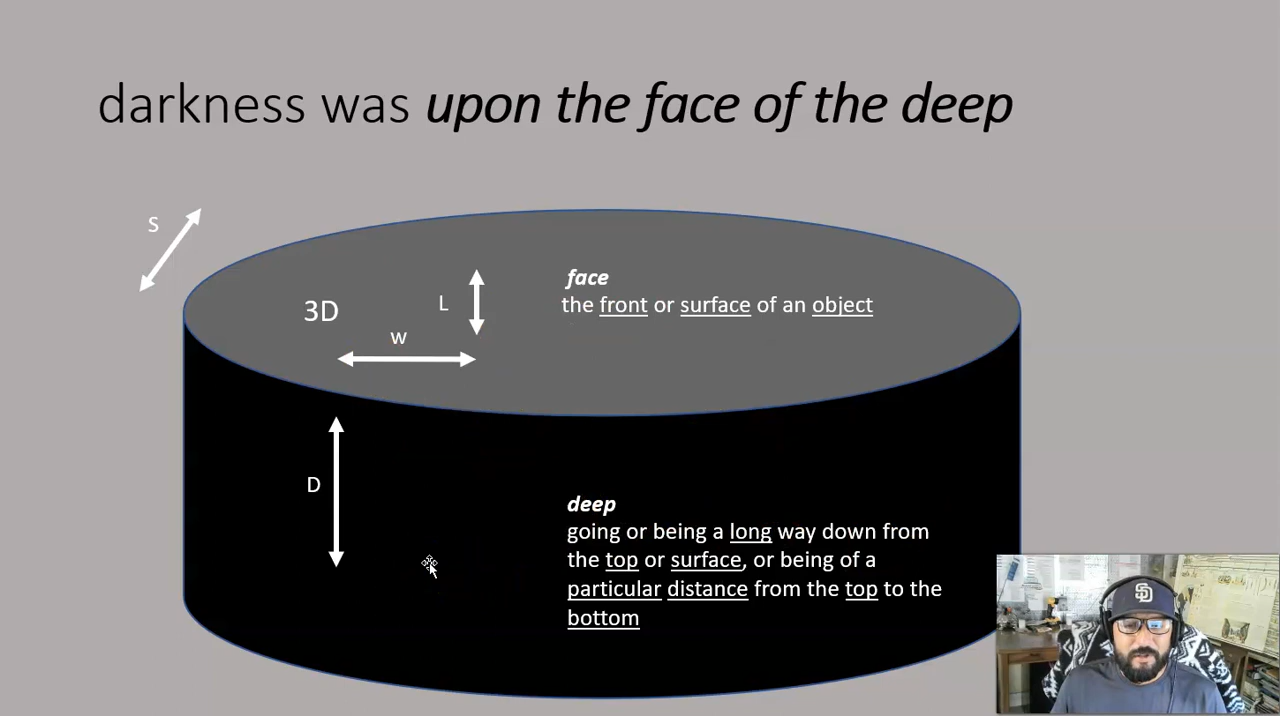 darkness was upon the face of the deep
S
face
the front or surface of an object
3D
L
w
D
deep
going or being a long way down from
the top or surface, or being of a
particular distance from the top to the
bottom
SD